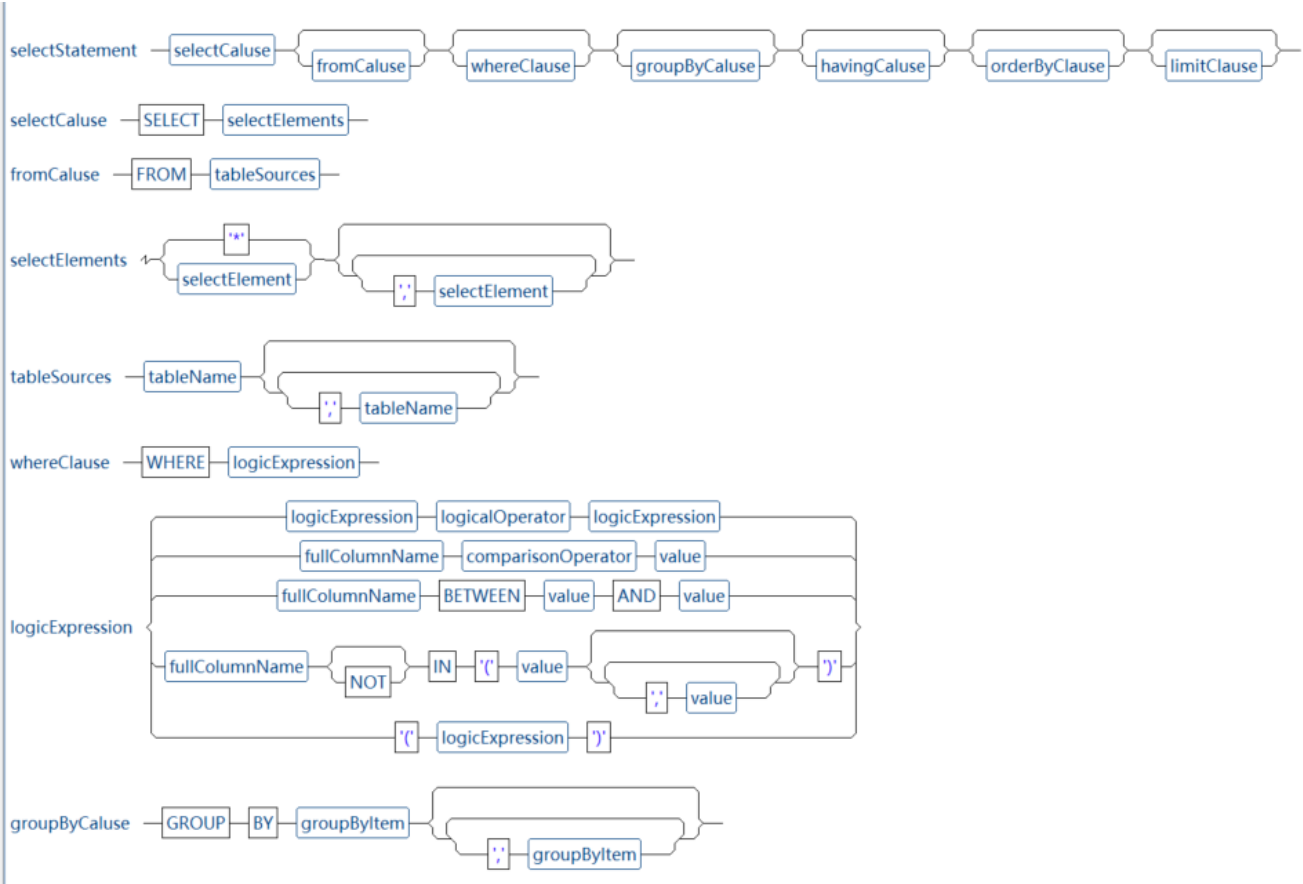 selectStatement selectCaluse fromCaluse whereClause groupByCaluse havingCaluse orderByClause limitClause
selectCaluse SELECT selectElements
fromCaluse FROM tableSources
'*'
selectElements selectElement
',' selectElement
tableSources tableName
',' tableName
whereClause WHERE logicExpression
logicExpression logicalOperator logicExpression
fullColumnName comparisonOperator value
fullColumnName BETWEEN value AND value
logicExpression
fullColumnName NOT IN '(' value ',' value ')'
'(' logicExpression ')'
groupByCaluse GROUP BY groupByItem
',' groupByItem